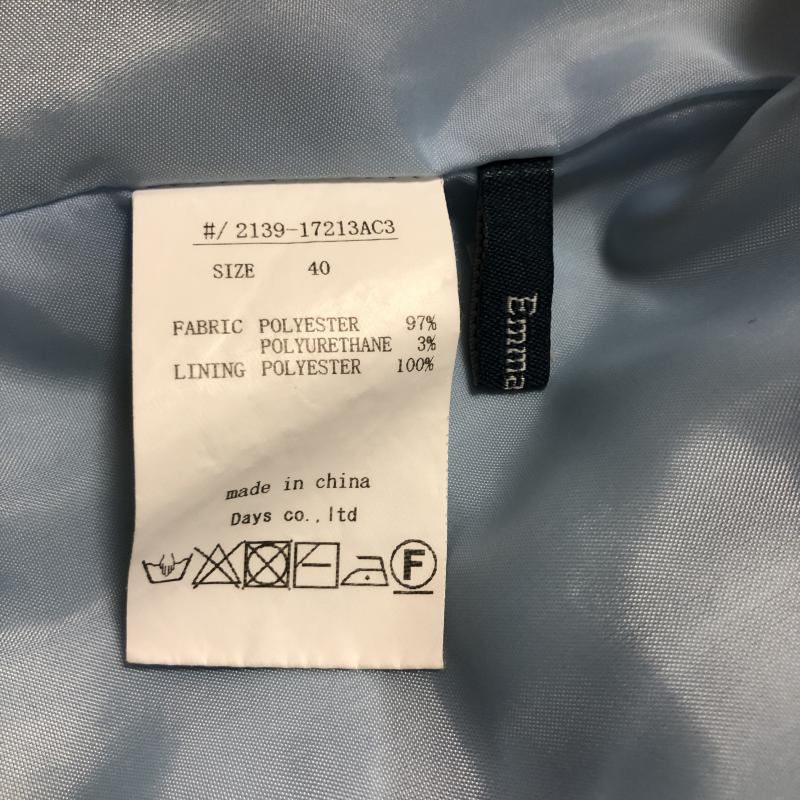 #/ 2139-17213AC3
SIZE 40
FABRIC POLYESTER 97%
POLYURETHANE 3%
LINING POLYESTER 100%
made in china
Days co.,ltd
F
Emma